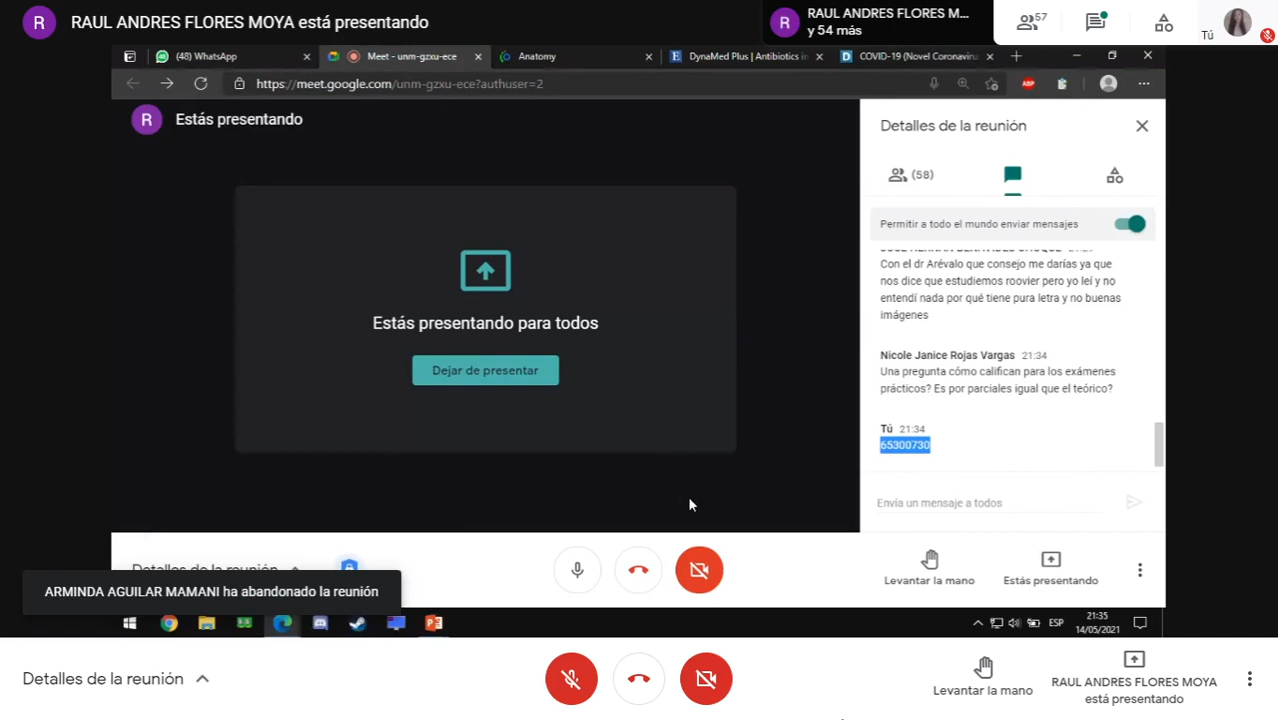 R RAUL ANDRES FLORES MOYA está presentando
R RAUL ANDRES FLORES M...
y 54 más
57
Tú
(48) WhatsApp
Meet - unm-gzxu-ece
Anatomy
DynaMed Plus | Antibiotics in
COVID-19 (Novel Coronaviru
https://meet.google.com/unm-gzxu-ece?authuser=2
ABP
R Estás presentando
Detalles de la reunión
(58)
Permitir a todo el mundo enviar mensajes
Con el dr Arévalo que consejo me darías ya que
nos dice que estudiemos roovier pero yo leí y no
entendí nada por qué tiene pura letra y no buenas
imágenes
Estás presentando para todos
Dejar de presentar
Nicole Janice Rojas Vargas 21:34
Una pregunta cómo califican para los exámenes
prácticos? Es por parciales igual que el teórico?
Tú 21:34
65300730
Envía un mensaje a todos
Detalles de la reunión
Levantar la mano
Estás presentando
ARMINDA AGUILAR MAMANI ha abandonado la reunión
ESP
21:35
14/05/2021
Detalles de la reunión
Levantar la mano
RAUL ANDRES FLORES MOYA
está presentando